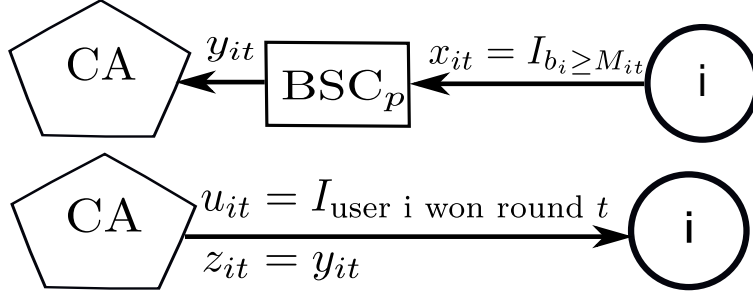 CA
y_{it}
BSC_p
x_{it} = I_{b_i ≥ M_{it}}
i
CA
u_{it} = I_{user i won round t}
z_{it} = y_{it}
i